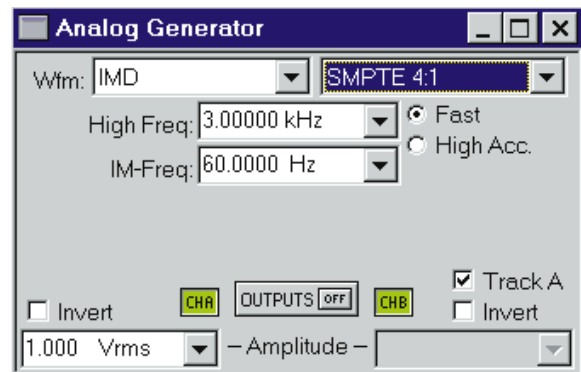 Analog Generator
Wfm: IMD SMPTE 4:1
High Freq: 3.00000 kHz Fast
High Acc.
IM-Freq: 60.0000 Hz
Track A
Invert CHA OUTPUTS OFF CHB Invert
1.000 Vrms – Amplitude –